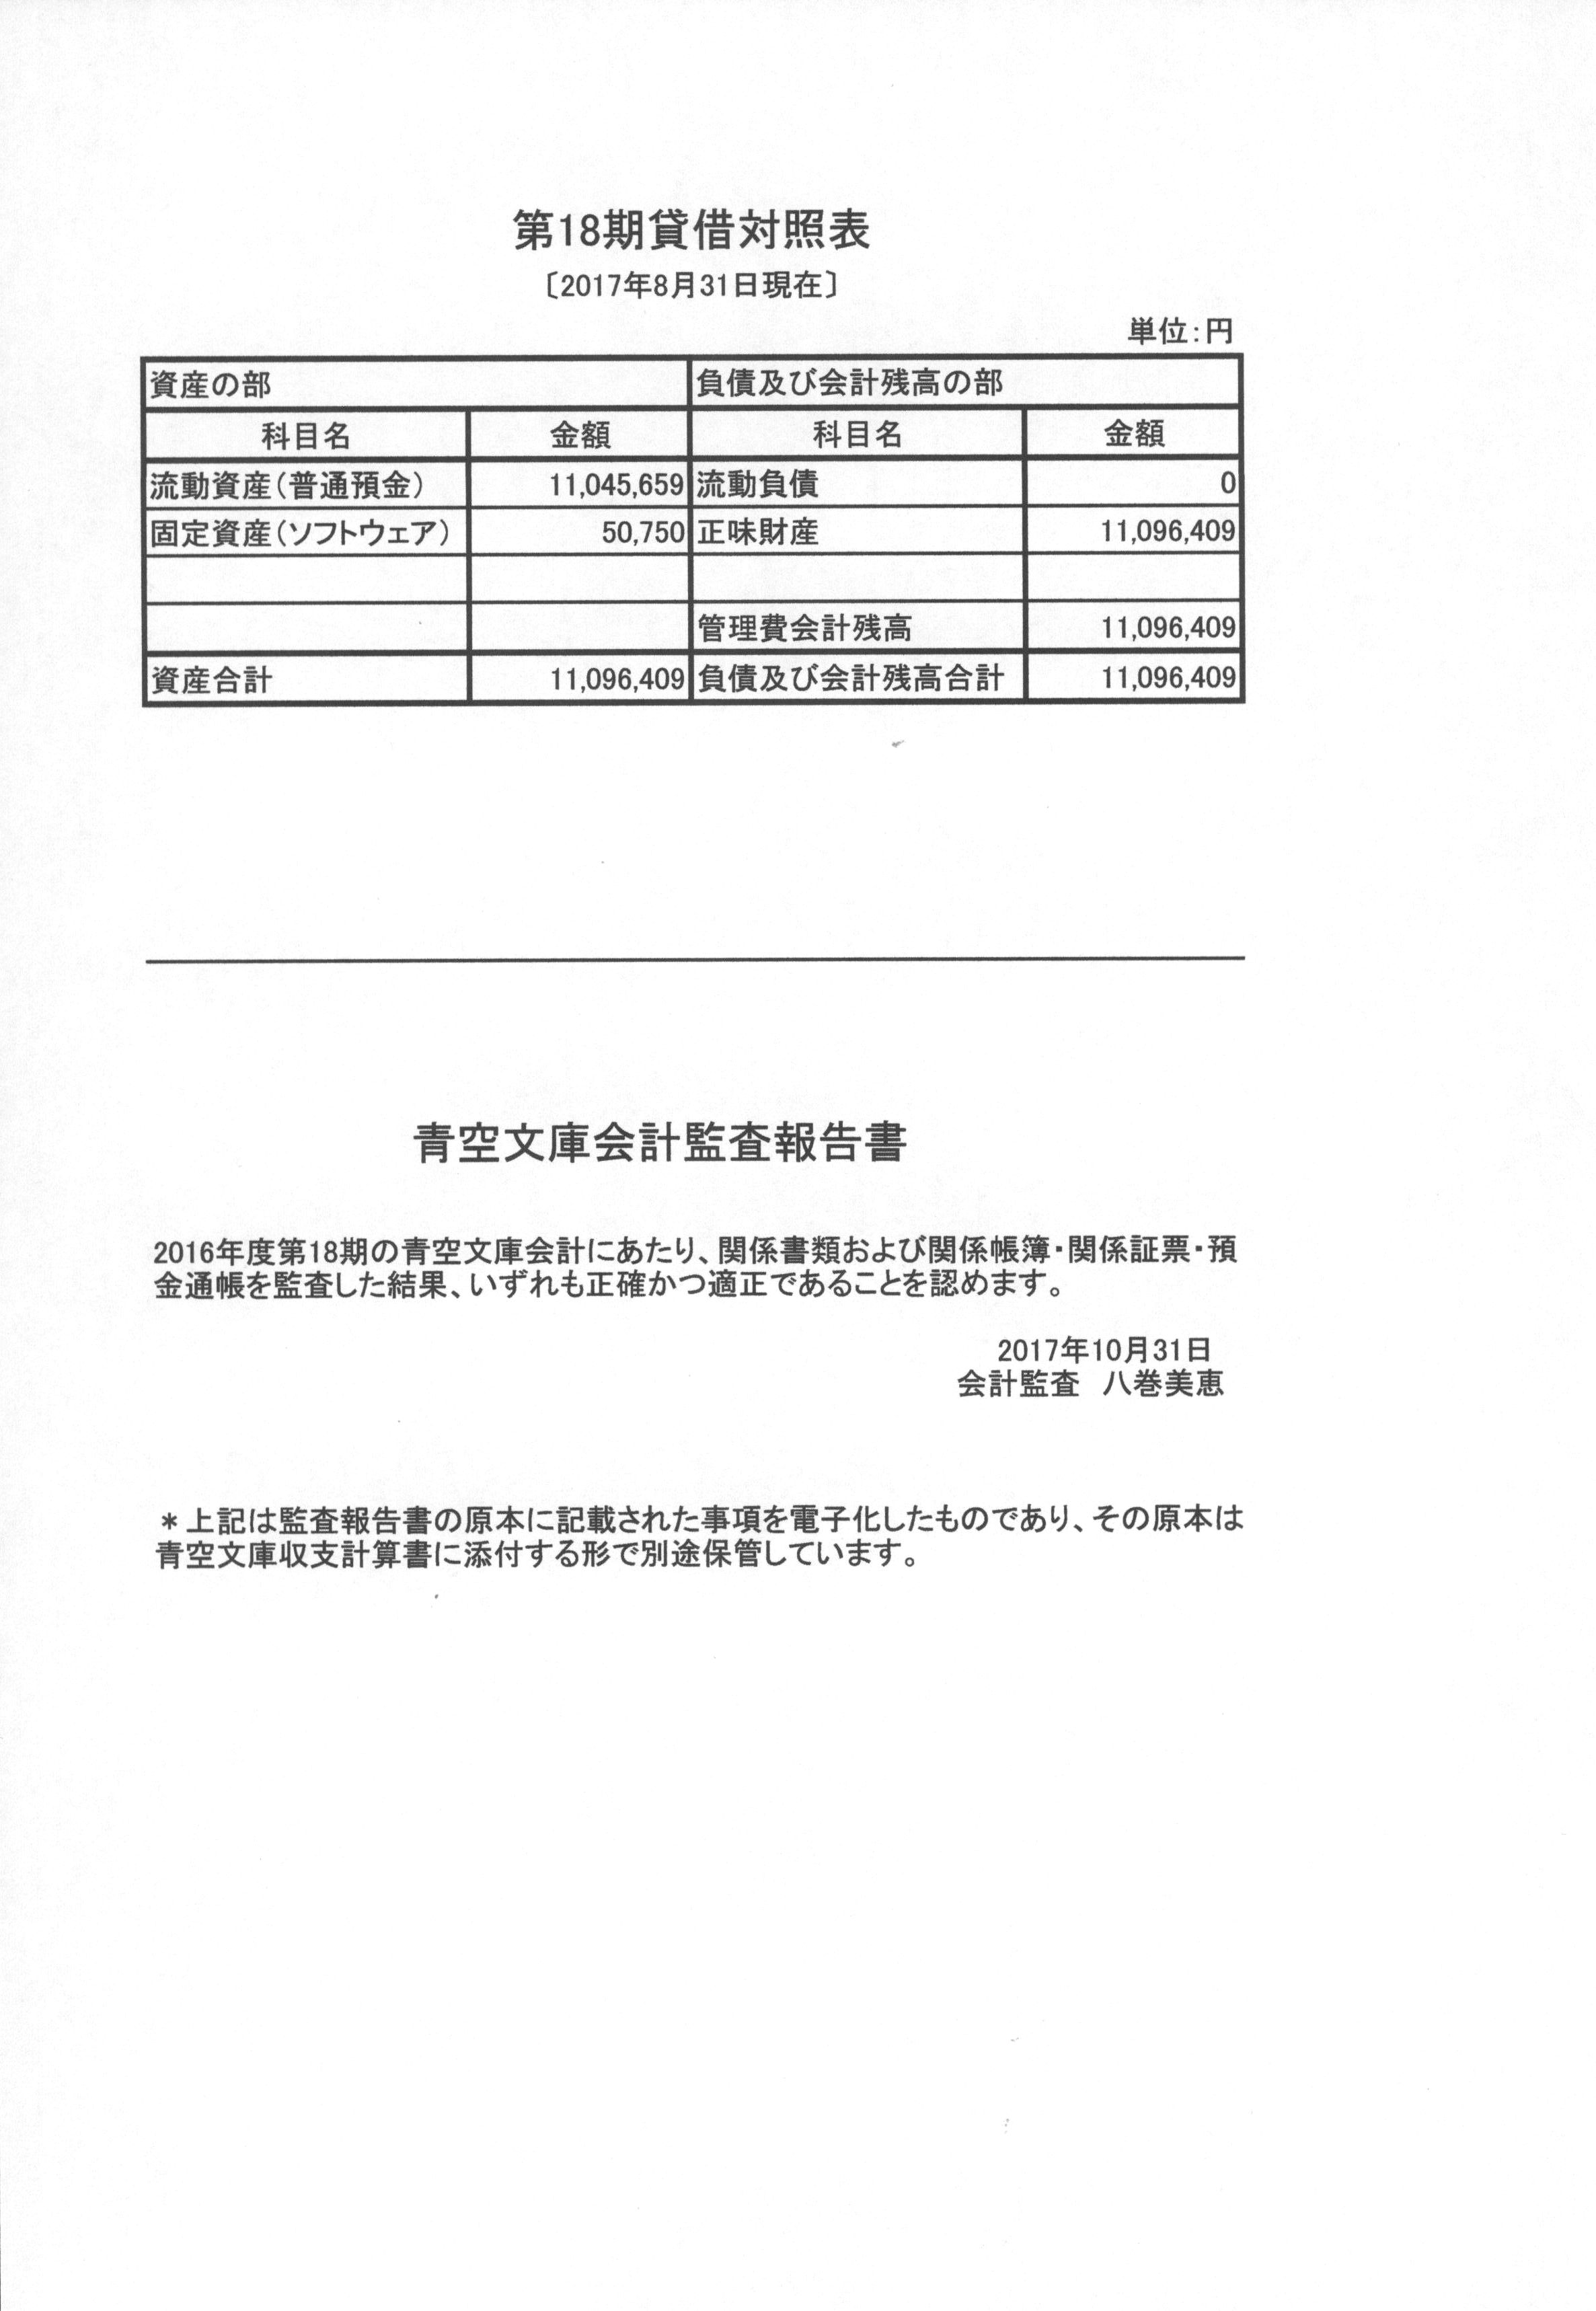 第18期貸借対照表
〔2017年8月31日現在〕
単位：円
資産の部 負債及び会計残高の部
科目名 金額 科目名 金額
流動資産（普通預金） 11,045,659 流動負債 0
固定資産（ソフトウェア） 50,750 正味財産 11,096,409
管理費会計残高 11,096,409
資産合計 11,096,409 負債及び会計残高合計 11,096,409
青空文庫会計監査報告書
2016年度第18期の青空文庫会計にあたり、関係書類および関係帳簿・関係証票・預
金通帳を監査した結果、いずれも正確かつ適正であることを認めます。
2017年10月31日
会計監査　八巻美恵
＊上記は監査報告書の原本に記載された事項を電子化したものであり、その原本は
青空文庫収支計算書に添付する形で別途保管しています。